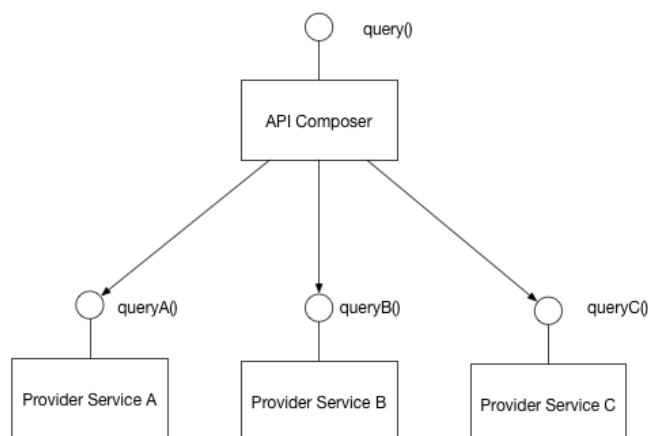 query()
API Composer
queryA()
queryB()
queryC()
Provider Service A
Provider Service B
Provider Service C